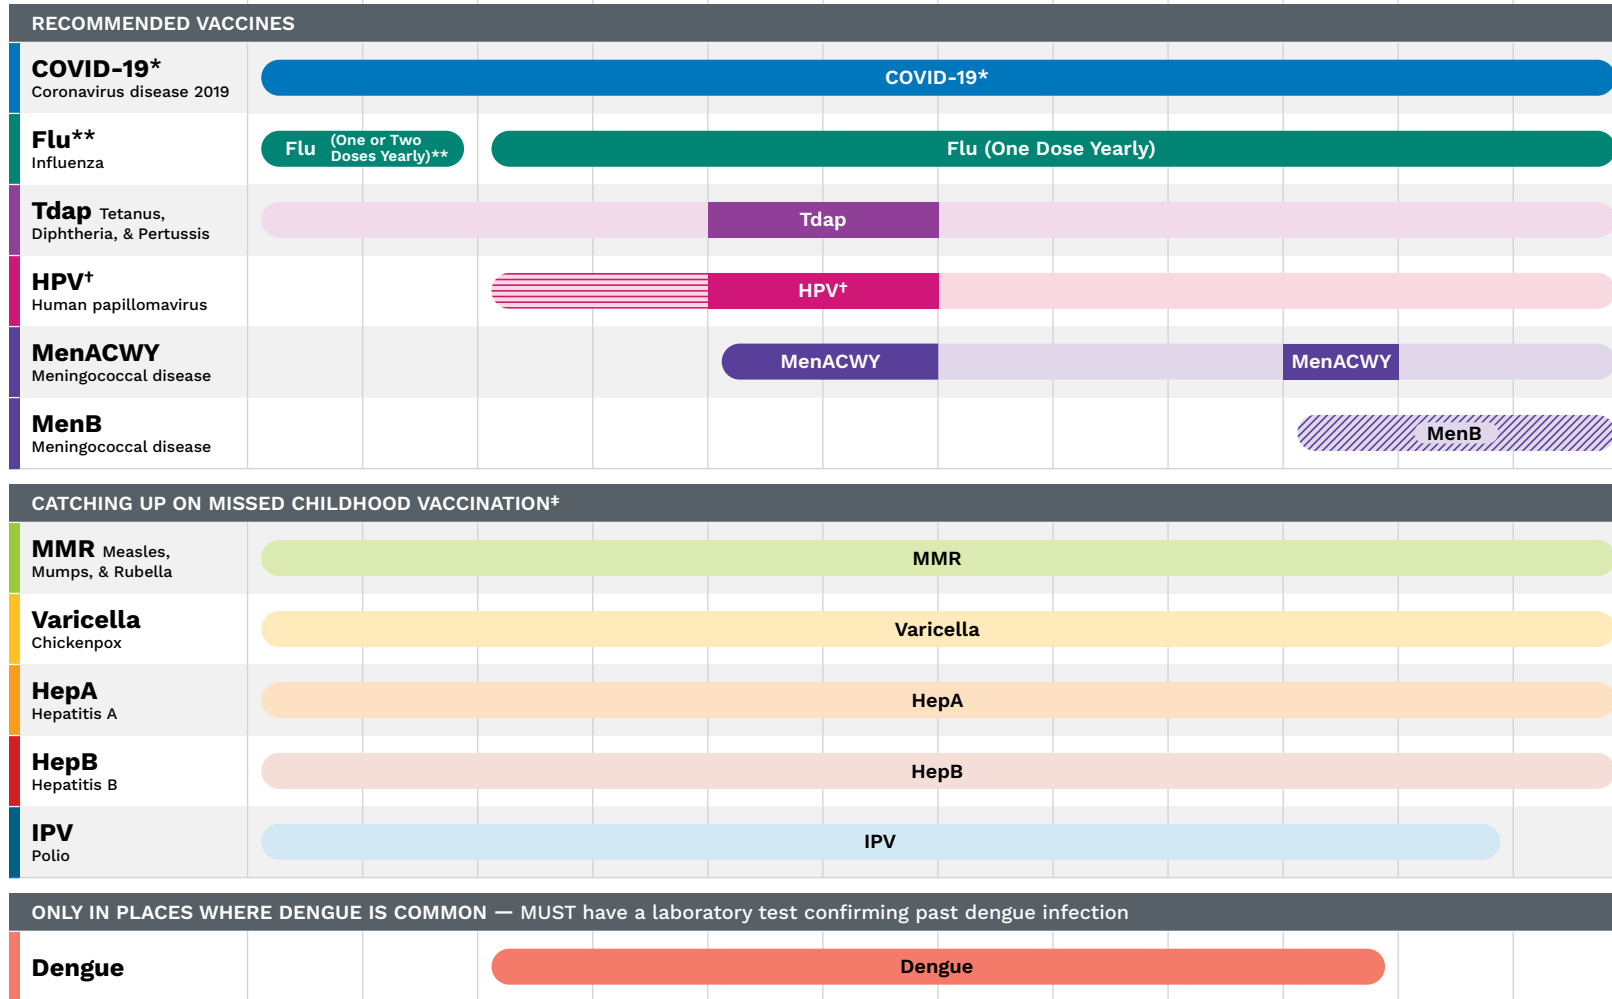 RECOMMENDED VACCINES
COVID-19*
Coronavirus disease 2019
COVID-19*
Flu**
Influenza
Flu (One or Two
Doses Yearly)**
Flu (One Dose Yearly)
Tdap Tetanus,
Diphtheria, & Pertussis
Tdap
HPV†
Human papillomavirus
HPV†
MenACWY
Meningococcal disease
MenACWY
MenACWY
MenB
Meningococcal disease
MenB
CATCHING UP ON MISSED CHILDHOOD VACCINATION‡
MMR Measles,
Mumps, & Rubella
MMR
Varicella
Chickenpox
Varicella
HepA
Hepatitis A
HepA
HepB
Hepatitis B
HepB
IPV
Polio
IPV
ONLY IN PLACES WHERE DENGUE IS COMMON — MUST have a laboratory test confirming past dengue infection
Dengue
Dengue